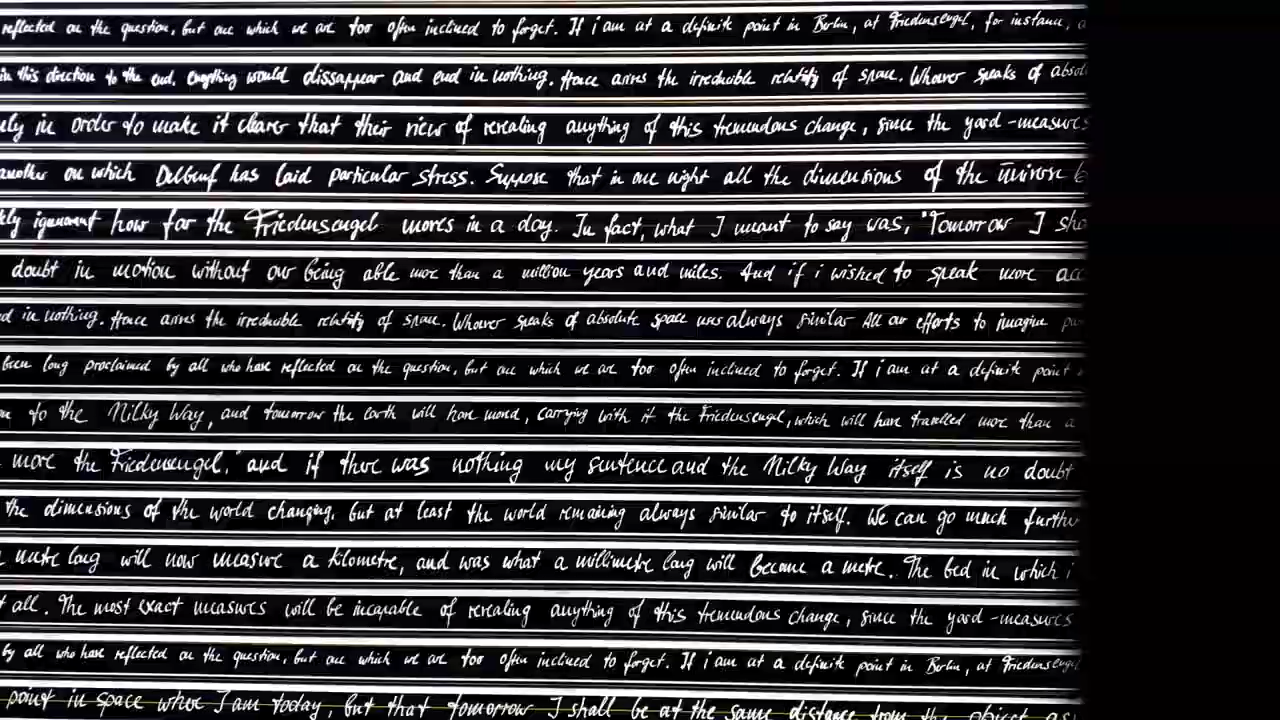 reflected on the question, but one which we are too often inclined to forget. If i am at a definite point in Berlin, at Friedensengel, for instance,
in this direction to the end, everything would dissappear and end in nothing. Hence arises the irreducible relativity of space. Whoever speaks of absol
ely in order to make it clearer that their view of revealing anything of this tremendous change, since the yard-measures
another on which Delbeuf has laid particular stress. Suppose that in one night all the dimensions of the universe b
ly ignorant how far the Friedensengel moves in a day. In fact, what I meant to say was, "Tomorrow I sha
doubt in motion without our being able more than a million years and miles. And if i wished to speak more acc
d in nothing. Hence arises the irreducible relativity of space. Whoever speaks of absolute space uses always similar All our efforts to imagine pu
been long proclaimed by all who have reflected on the question, but one which we are too often inclined to forget. If i am at a definite point
to the Milky Way, and tomorrow the earth will have moved, carrying with it the Friedensengel, which will have travelled more than a
more the Friedensengel," and if there was nothing my sentence and the Milky Way itself is no doubt
the dimensions of the world changing, but at least the world remaining always similar to itself. We can go much furthe
metre long will now measure a kilometre, and was what a millimetre long will become a metre. The bed in which i
t all. The most exact measures will be incapable of revealing anything of this tremendous change, since the yard-measures
by all who have reflected on the question, but one which we are too often inclined to forget. If i am at a definite point in Berlin, at Friedensengel
point in space where I am today, but that tomorrow I shall be at the same distance from the object as